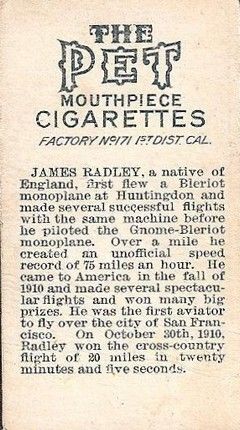 THE
PET
MOUTHPIECE
CIGARETTES
FACTORY Nº 171 1ST DIST. CAL.
JAMES RADLEY, a native of
England, first flew a Bleriot
monoplane at Huntingdon and
made several successful flights
with the same machine before
he piloted the Gnome-Bleriot
monoplane. Over a mile he
created an unofficial speed
record of 75 miles an hour. He
came to America in the fall of
1910 and made several spectacu-
lar flights and won many big
prizes. He was the first aviator
to fly over the city of San Fran-
cisco. On October 30th, 1910,
Radley won the cross-country
flight of 20 miles in twenty
minutes and five seconds.